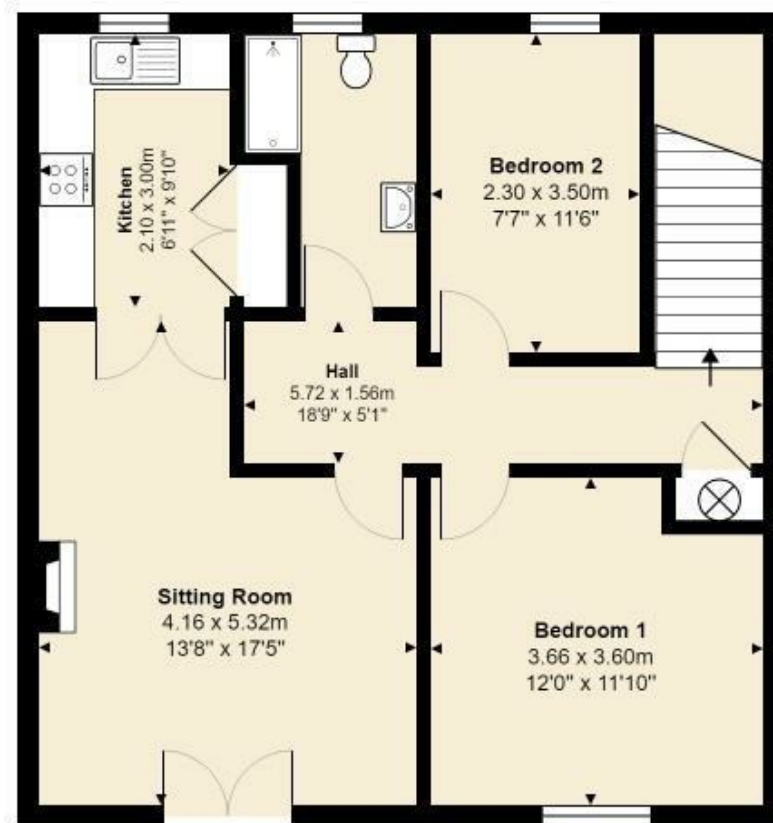 Kitchen
2.10 x 3.00m
6'11" x 9'10"
Bedroom 2
2.30 x 3.50m
7'7" x 11'6"
Hall
5.72 x 1.56m
18'9" x 5'1"
Sitting Room
4.16 x 5.32m
13'8" x 17'5"
Bedroom 1
3.66 x 3.60m
12'0" x 11'10"